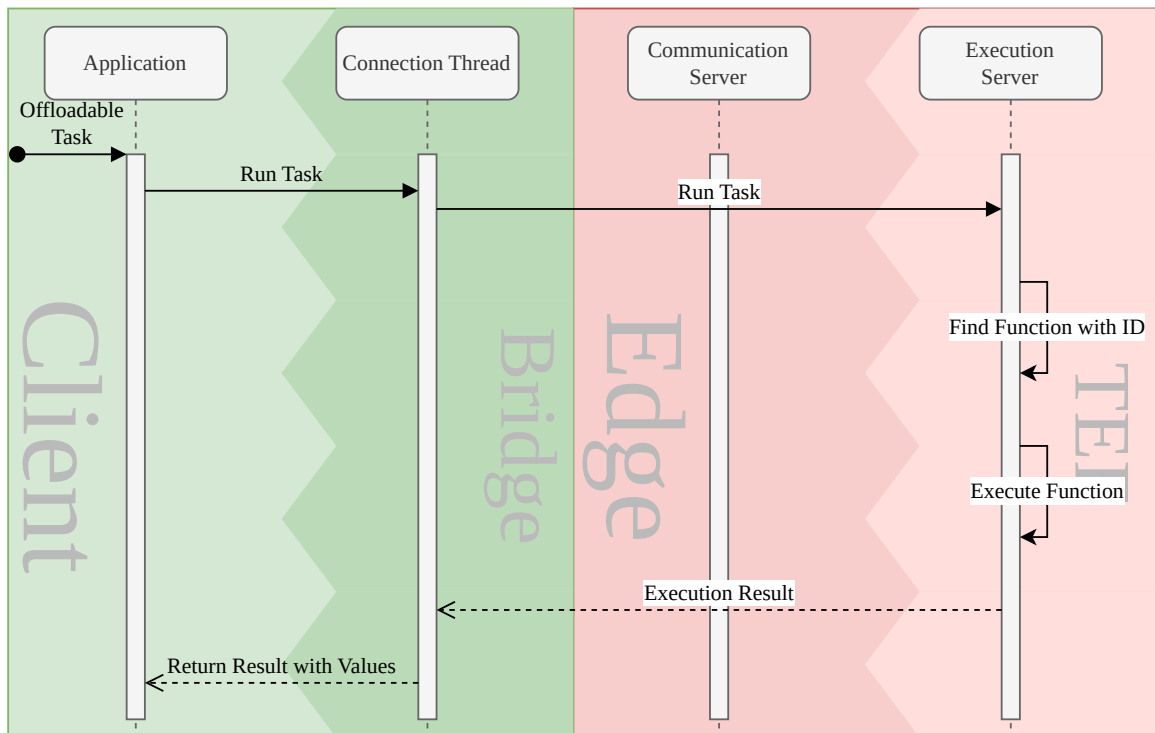 Application
Connection Thread
Communication
Server
Execution
Server
Offloadable
Task
Run Task
Run Task
Client
Bridge
Edge
Find Function with ID
Execute Function
Execution Result
Return Result with Values